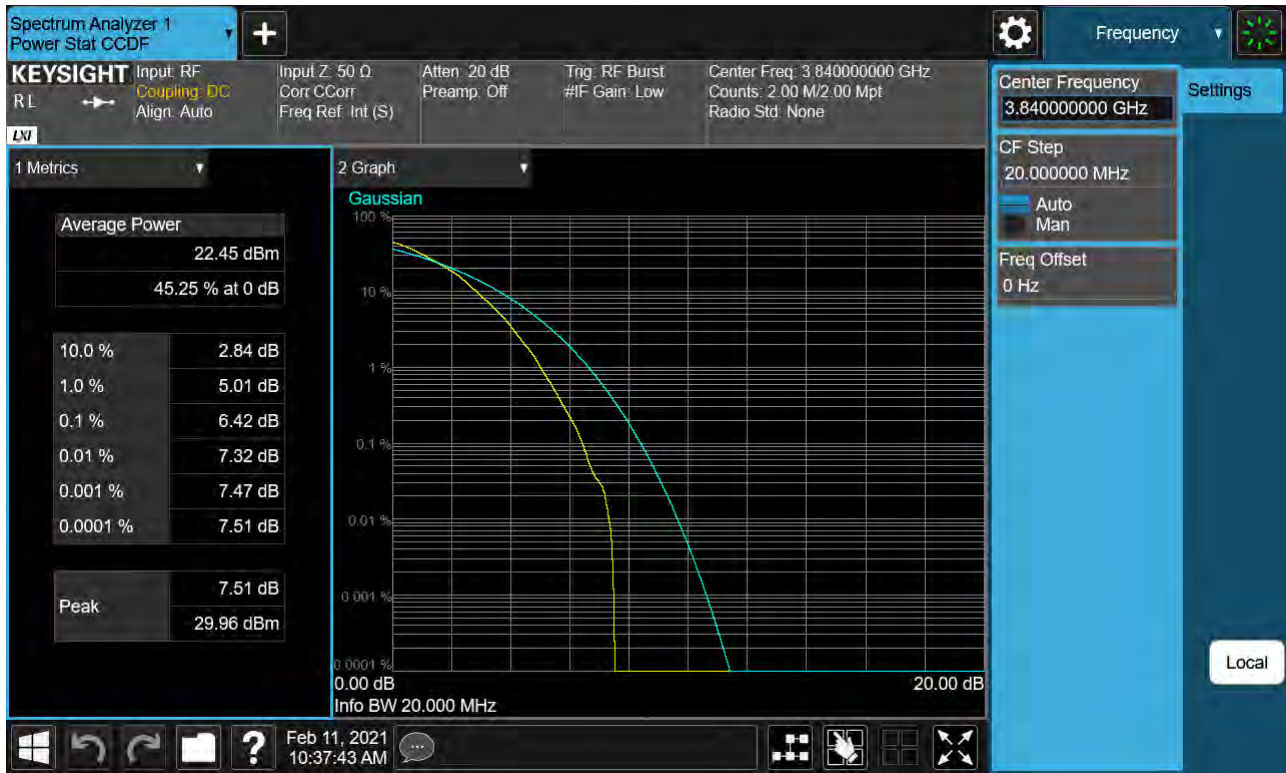 Spectrum Analyzer 1
Power Stat CCDF
Frequency
KEYSIGHT
RL
LXI
Input: RF
Coupling: DC
Align: Auto
Input Z: 50 Ω
Corr CCorr
Freq Ref: Int (S)
Atten: 20 dB
Preamp: Off
Trig: RF Burst
#IF Gain: Low
Center Freq: 3.840000000 GHz
Counts: 2.00 M/2.00 Mpt
Radio Std: None
Center Frequency
3.840000000 GHz
Settings
CF Step
20.000000 MHz
Auto
Man
Freq Offset
0 Hz
Local
1 Metrics
Average Power
22.45 dBm
45.25 % at 0 dB
10.0 % 2.84 dB
1.0 % 5.01 dB
0.1 % 6.42 dB
0.01 % 7.32 dB
0.001 % 7.47 dB
0.0001 % 7.51 dB
Peak
7.51 dB
29.96 dBm
2 Graph
Gaussian
100 %
10 %
1 %
0.1 %
0.01 %
0.001 %
0.0001 %
0.00 dB 20.00 dB
Info BW 20.000 MHz
?
Feb 11, 2021
10:37:43 AM